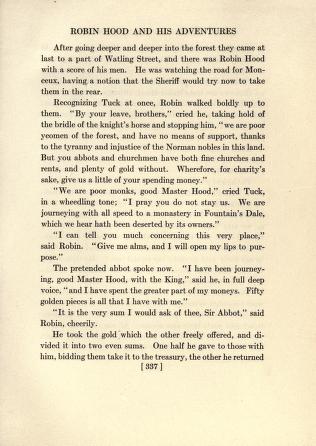 ROBIN HOOD AND HIS ADVENTURES
After going deeper and deeper into the forest they came at
last to a part of Watling Street, and there was Robin Hood
with a score of his men. He was watching the road for Mon-
ceux, having a notion that the Sheriff would try now to take
them in the rear.
Recognizing Tuck at once, Robin walked boldly up to
them. "By your leave, brothers," cried he, taking hold of
the bridle of the knight's horse and stopping him, "we are poor
yeomen of the forest, and have no means of support, thanks
to the tyranny and injustice of the Norman nobles in this land.
But you abbots and churchmen have both fine churches and
rents, and plenty of gold without. Wherefore, for charity's
sake, give us a little of your spending money."
"We are poor monks, good Master Hood," cried Tuck,
in a wheedling tone; "I pray you do not stay us. We are
journeying with all speed to a monastery in Fountain's Dale,
which we hear hath been deserted by its owners."
"I can tell you much concerning this very place,"
said Robin. "Give me alms, and I will open my lips to pur-
pose."
The pretended abbot spoke now. "I have been journey-
ing, good Master Hood, with the King," said he, in full deep
voice, "and I have spent the greater part of my moneys. Fifty
golden pieces is all that I have with me."
"It is the very sum I would ask of thee, Sir Abbot," said
Robin, cheerily.
He took the gold which the other freely offered, and di-
vided it into two even sums. One half he gave to those with
him, bidding them take it to the treasury, the other he returned
[ 337 ]